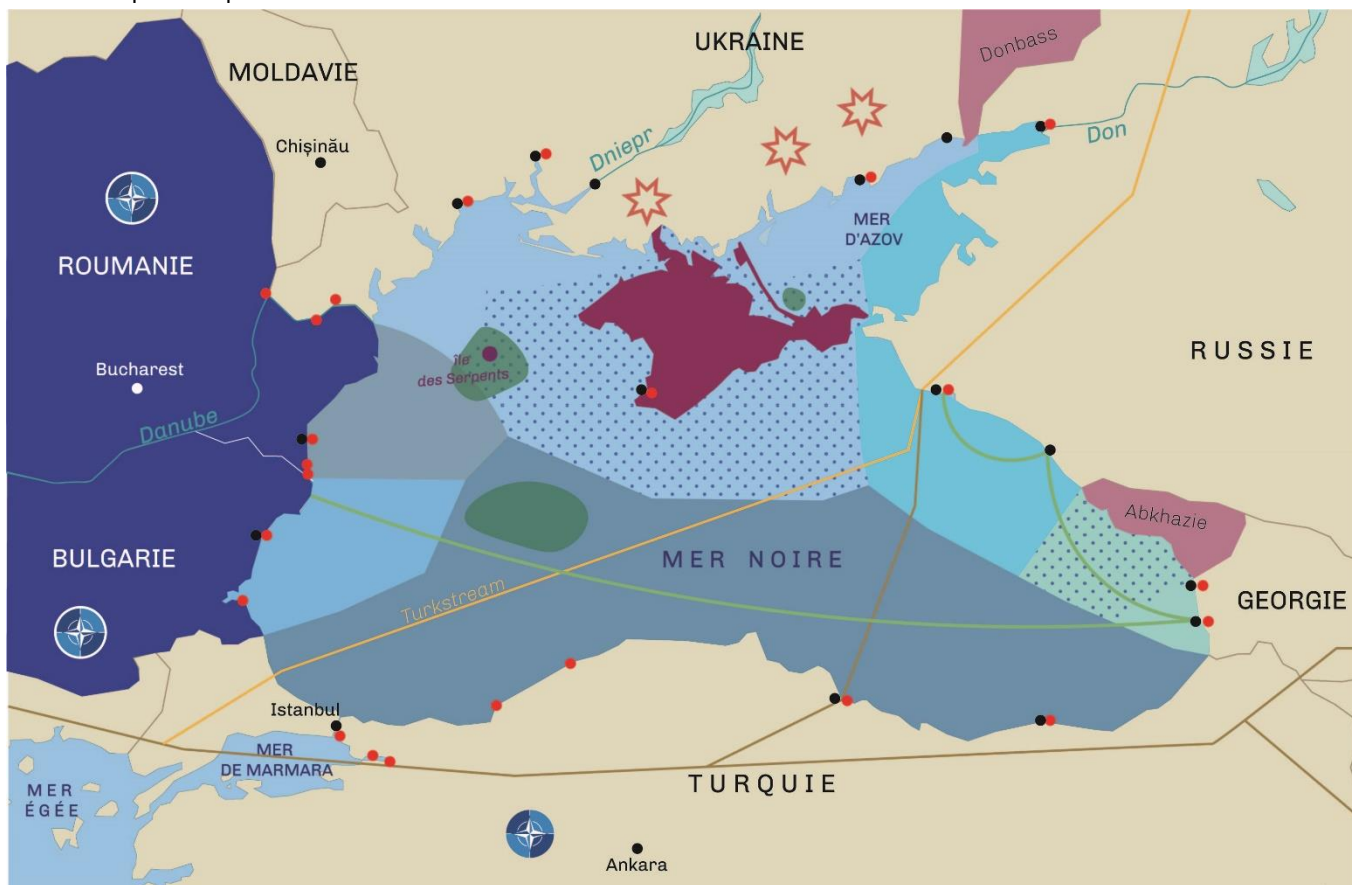 UKRAINE
Donbass
MOLDAVIE
Chișinău
Dniepr
Don
MER
D'AZOV
ROUMANIE
RUSSIE
Bucharest
île
des Serpents
Danube
Abkhazie
BULGARIE
MER NOIRE
Turkstream
GEORGIE
Istanbul
MER
DE MARMARA
MER
ÉGÉE
TURQUIE
Ankara